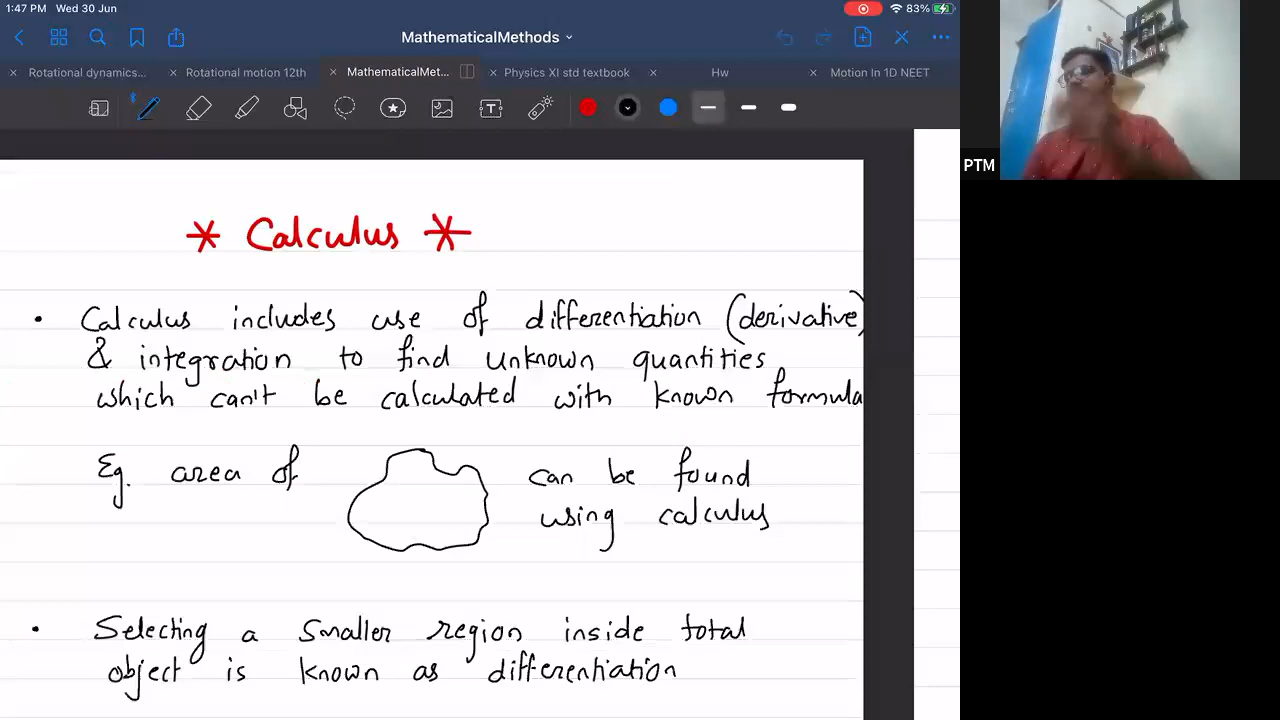 1:47 PM Wed 30 Jun
83%
MathematicalMethods
Rotational dynamics...
Rotational motion 12th
MathematicalMet...
Physics XI std textbook
Hw
Motion In 1D NEET
T
PTM
* Calculus *
• Calculus includes use of differentiation (derivative)
& integration to find unknown quantities
which can't be calculated with known formula
Eg. area of can be found
using calculus
• Selecting a smaller region inside total
object is known as differentiation